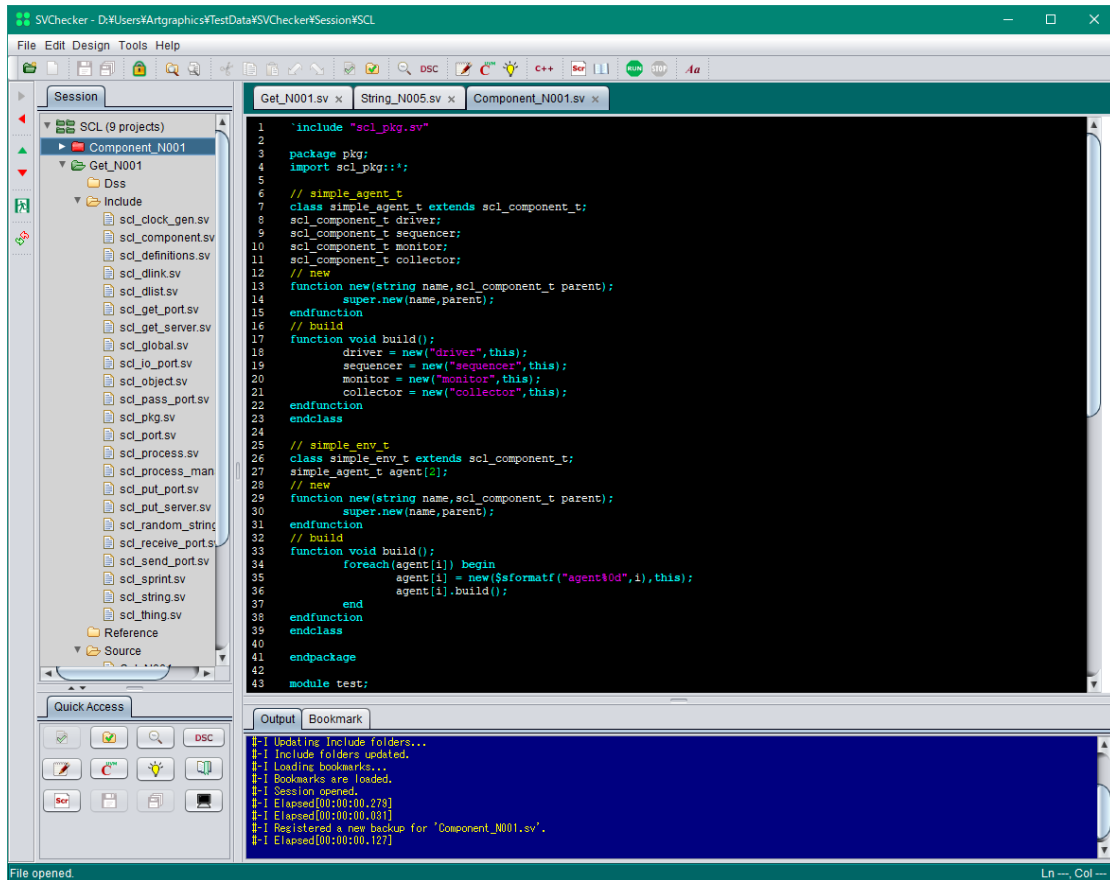 SVChecker - D:¥Users¥Artgraphics¥TestData¥SVChecker¥Session¥SCL
File Edit Design Tools Help
DSC C++ Scr RUN STOP Aa
Session
SCL (9 projects)
Component_N001
Get_N001
Dss
Include
scl_clock_gen.sv
scl_component.sv
scl_definitions.sv
scl_dlink.sv
scl_dlist.sv
scl_get_port.sv
scl_get_server.sv
scl_global.sv
scl_io_port.sv
scl_object.sv
scl_pass_port.sv
scl_pkg.sv
scl_port.sv
scl_process.sv
scl_process_man
scl_put_port.sv
scl_put_server.sv
scl_random_string
scl_receive_port.s
scl_send_port.sv
scl_sprint.sv
scl_string.sv
scl_thing.sv
Reference
Source
Quick Access
DSC
Scr
Get_N001.sv × String_N005.sv × Component_N001.sv ×
1 `include "scl_pkg.sv"
2
3 package pkg;
4 import scl_pkg::*;
5
6 // simple_agent_t
7 class simple_agent_t extends scl_component_t;
8 scl_component_t driver;
9 scl_component_t sequencer;
10 scl_component_t monitor;
11 scl_component_t collector;
12 // new
13 function new(string name,scl_component_t parent);
14 super.new(name,parent);
15 endfunction
16 // build
17 function void build();
18 driver = new("driver",this);
19 sequencer = new("sequencer",this);
20 monitor = new("monitor",this);
21 collector = new("collector",this);
22 endfunction
23 endclass
24
25 // simple_env_t
26 class simple_env_t extends scl_component_t;
27 simple_agent_t agent[2];
28 // new
29 function new(string name,scl_component_t parent);
30 super.new(name,parent);
31 endfunction
32 // build
33 function void build();
34 foreach(agent[i]) begin
35 agent[i] = new($sformatf("agent%0d",i),this);
36 agent[i].build();
37 end
38 endfunction
39 endclass
40
41 endpackage
42
43 module test;
Output Bookmark
#-I Updating Include folders...
#-I Include folders updated.
#-I Loading bookmarks...
#-I Bookmarks are loaded.
#-I Session opened.
#-I Elapsed[00:00:00.279]
#-I Elapsed[00:00:00.031]
#-I Registered a new backup for 'Component_N001.sv'.
#-I Elapsed[00:00:00.127]
File opened.
Ln ---, Col ---